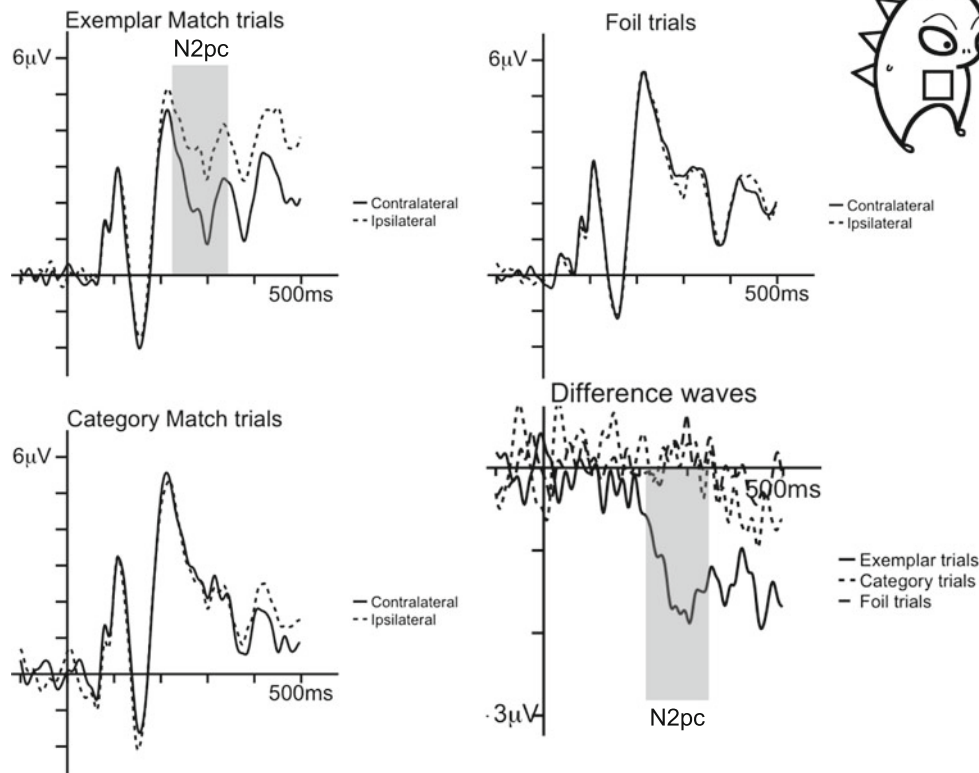 Exemplar Match trials
N2pc
6μV
500ms
Contralateral
Ipsilateral
Foil trials
6μV
500ms
Contralateral
Ipsilateral
Category Match trials
6μV
500ms
Contralateral
Ipsilateral
Difference waves
500ms
Exemplar trials
Category trials
Foil trials
-3μV
N2pc